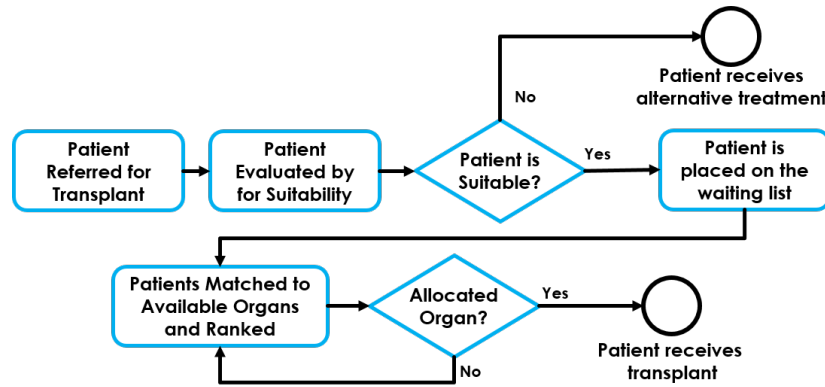 Patient
Referred for
Transplant
Patient
Evaluated by
for Suitability
Patient is
Suitable?
No
Patient receives
alternative treatment
Yes
Patient is
placed on the
waiting list
Patients Matched to
Available Organs
and Ranked
Allocated
Organ?
Yes
No
Patient receives
transplant